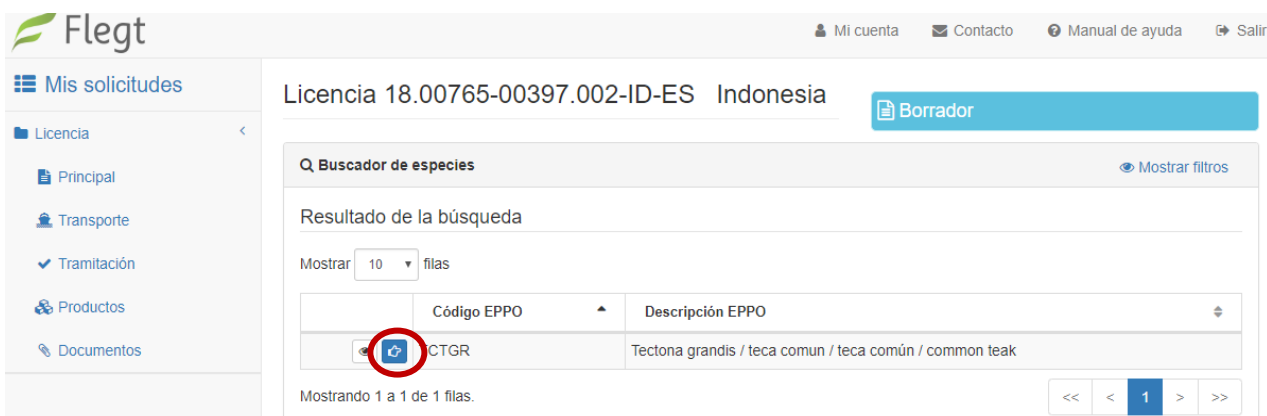 Flegt
Mi cuenta Contacto Manual de ayuda Salir
Mis solicitudes
Licencia 18.00765-00397.002-ID-ES Indonesia
Borrador
Licencia
Buscador de especies
Mostrar filtros
Principal
Transporte
Resultado de la búsqueda
Tramitación
Mostrar 10 filas
Productos
Código EPPO Descripción EPPO
Documentos
Tectona grandis / teca comun / teca común / common teak
Mostrando 1 a 1 de 1 filas.
<< < 1 > >>